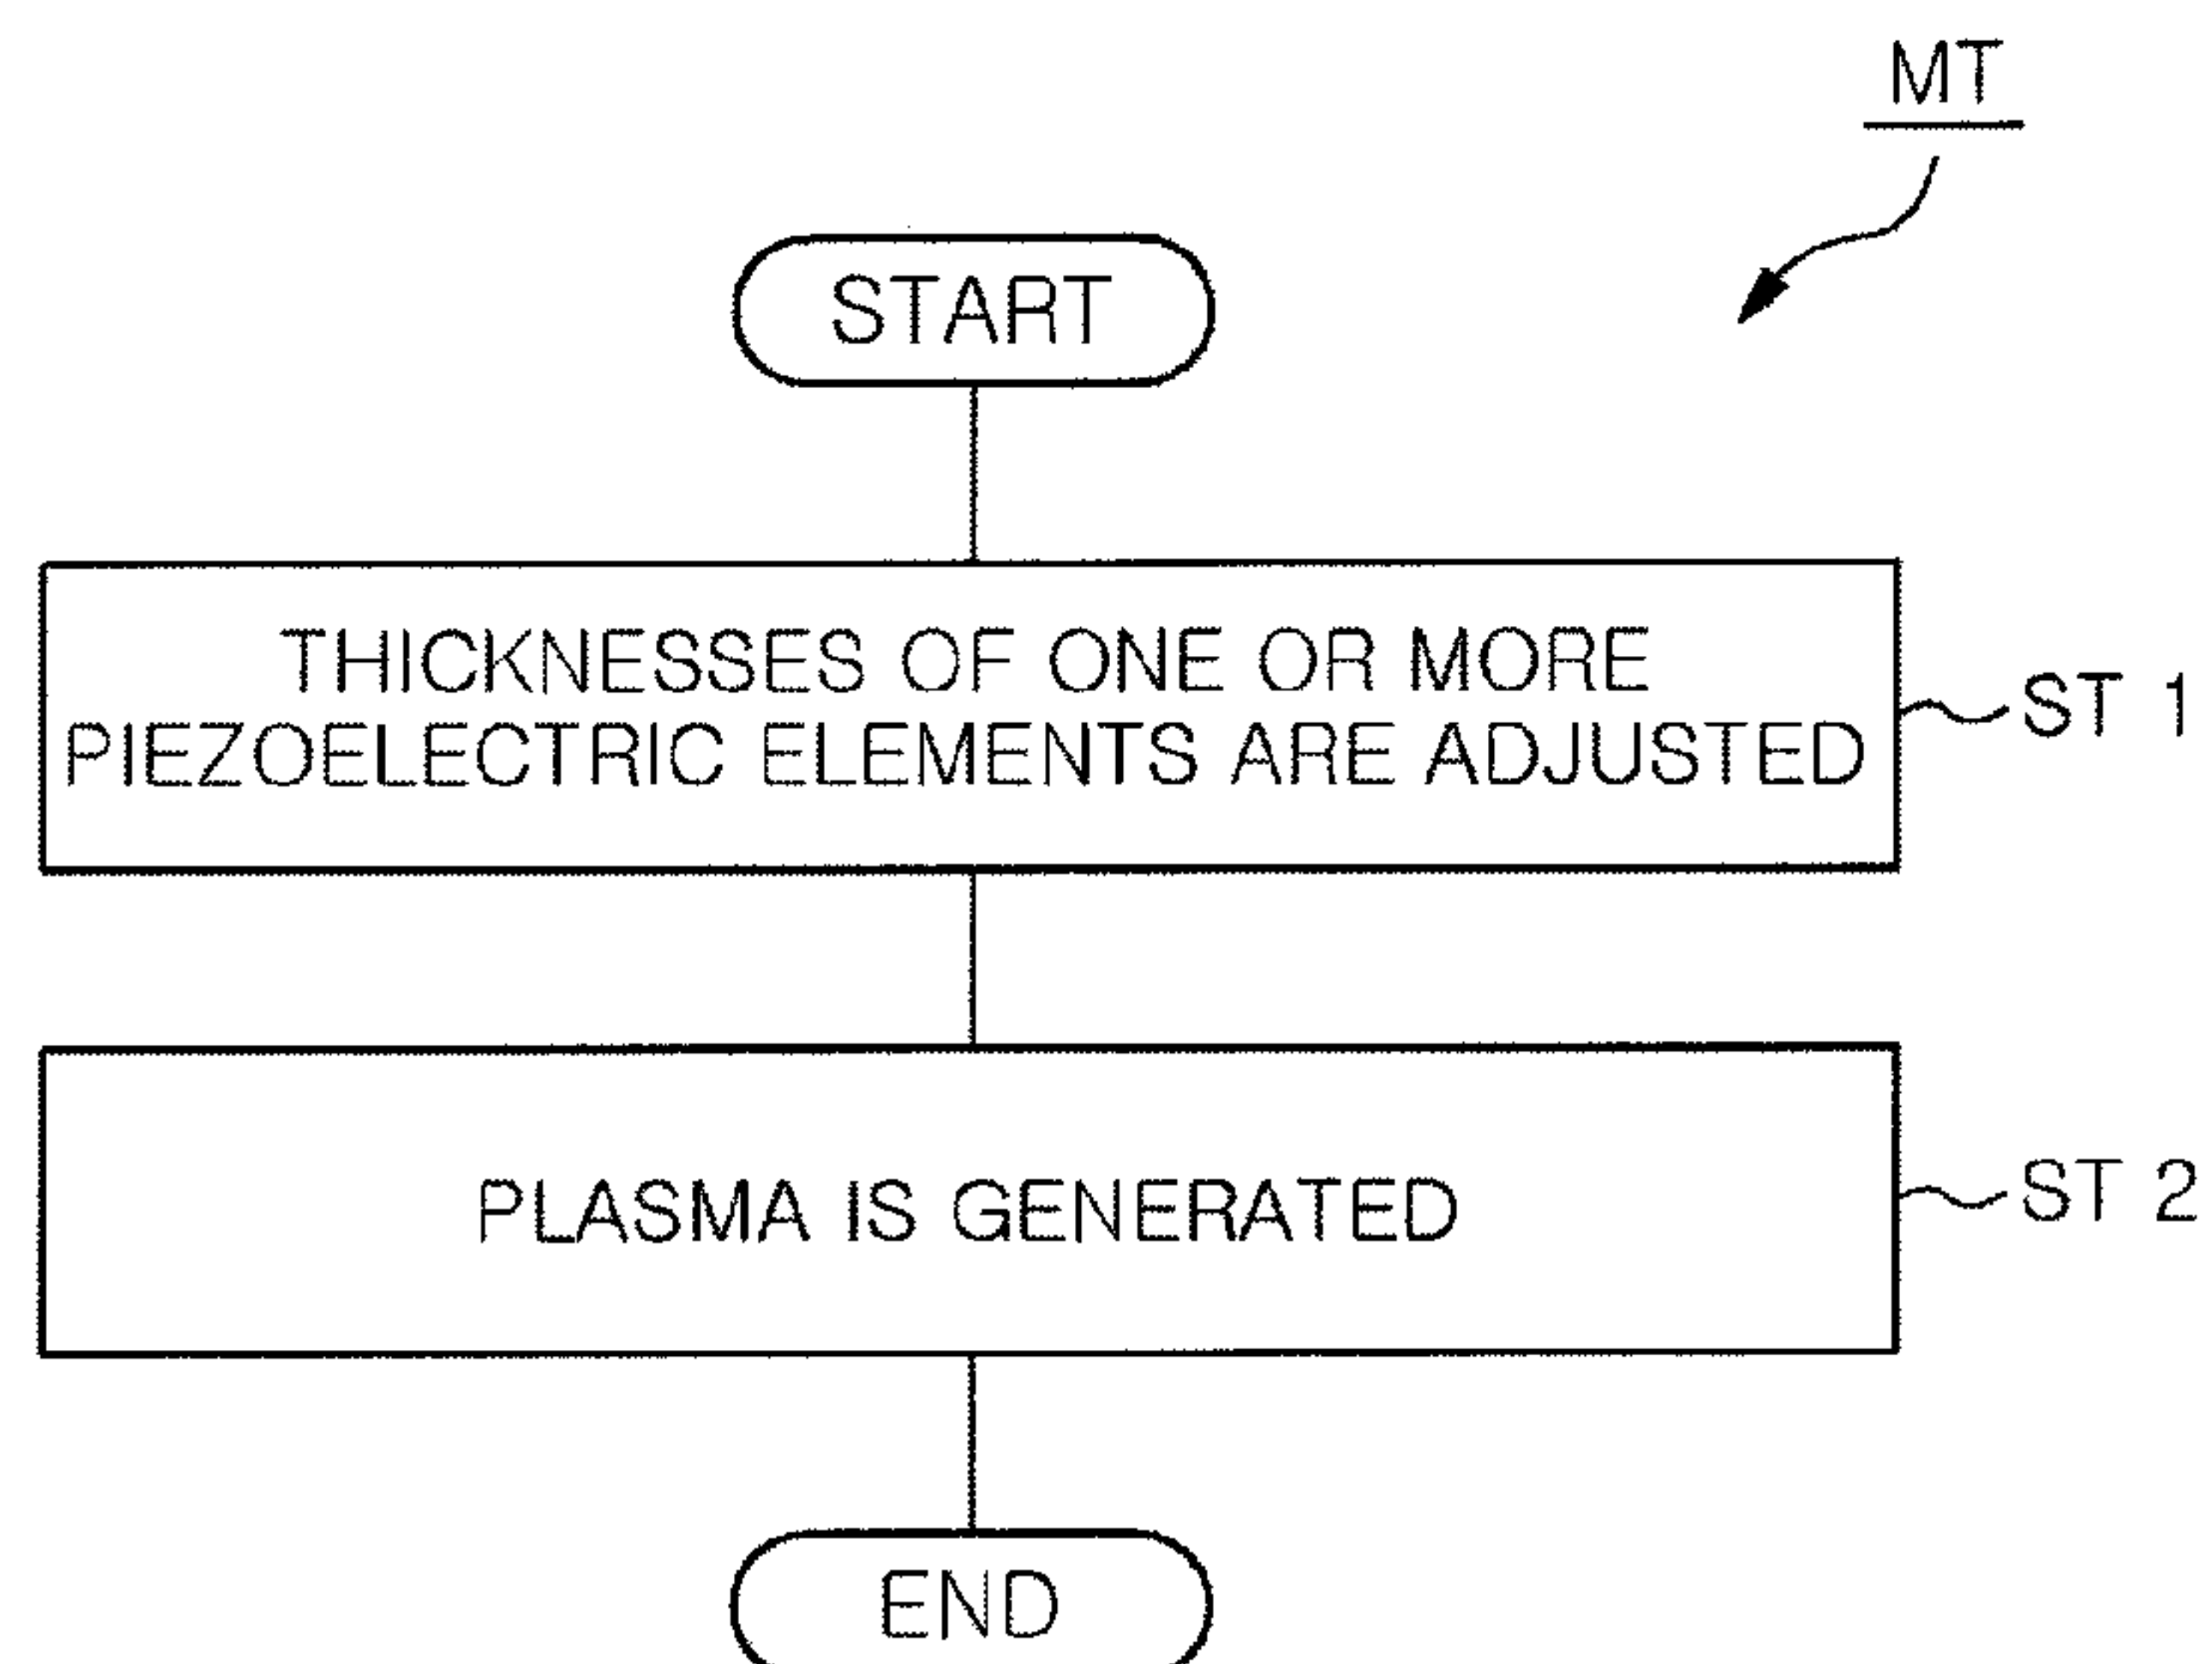 MT
START
THICKNESSES OF ONE OR MORE
PIEZOELECTRIC ELEMENTS ARE ADJUSTED
ST 1
PLASMA IS GENERATED
ST 2
END